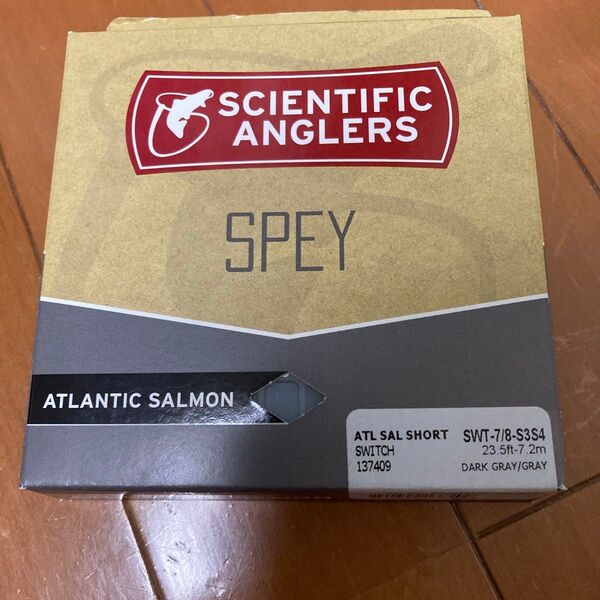 SCIENTIFIC
ANGLERS
SPEY
ATLANTIC SALMON
ATL SAL SHORT SWT-7/8-S3S4
SWITCH 23.5ft-7.2m
137409 DARK GRAY/GRAY